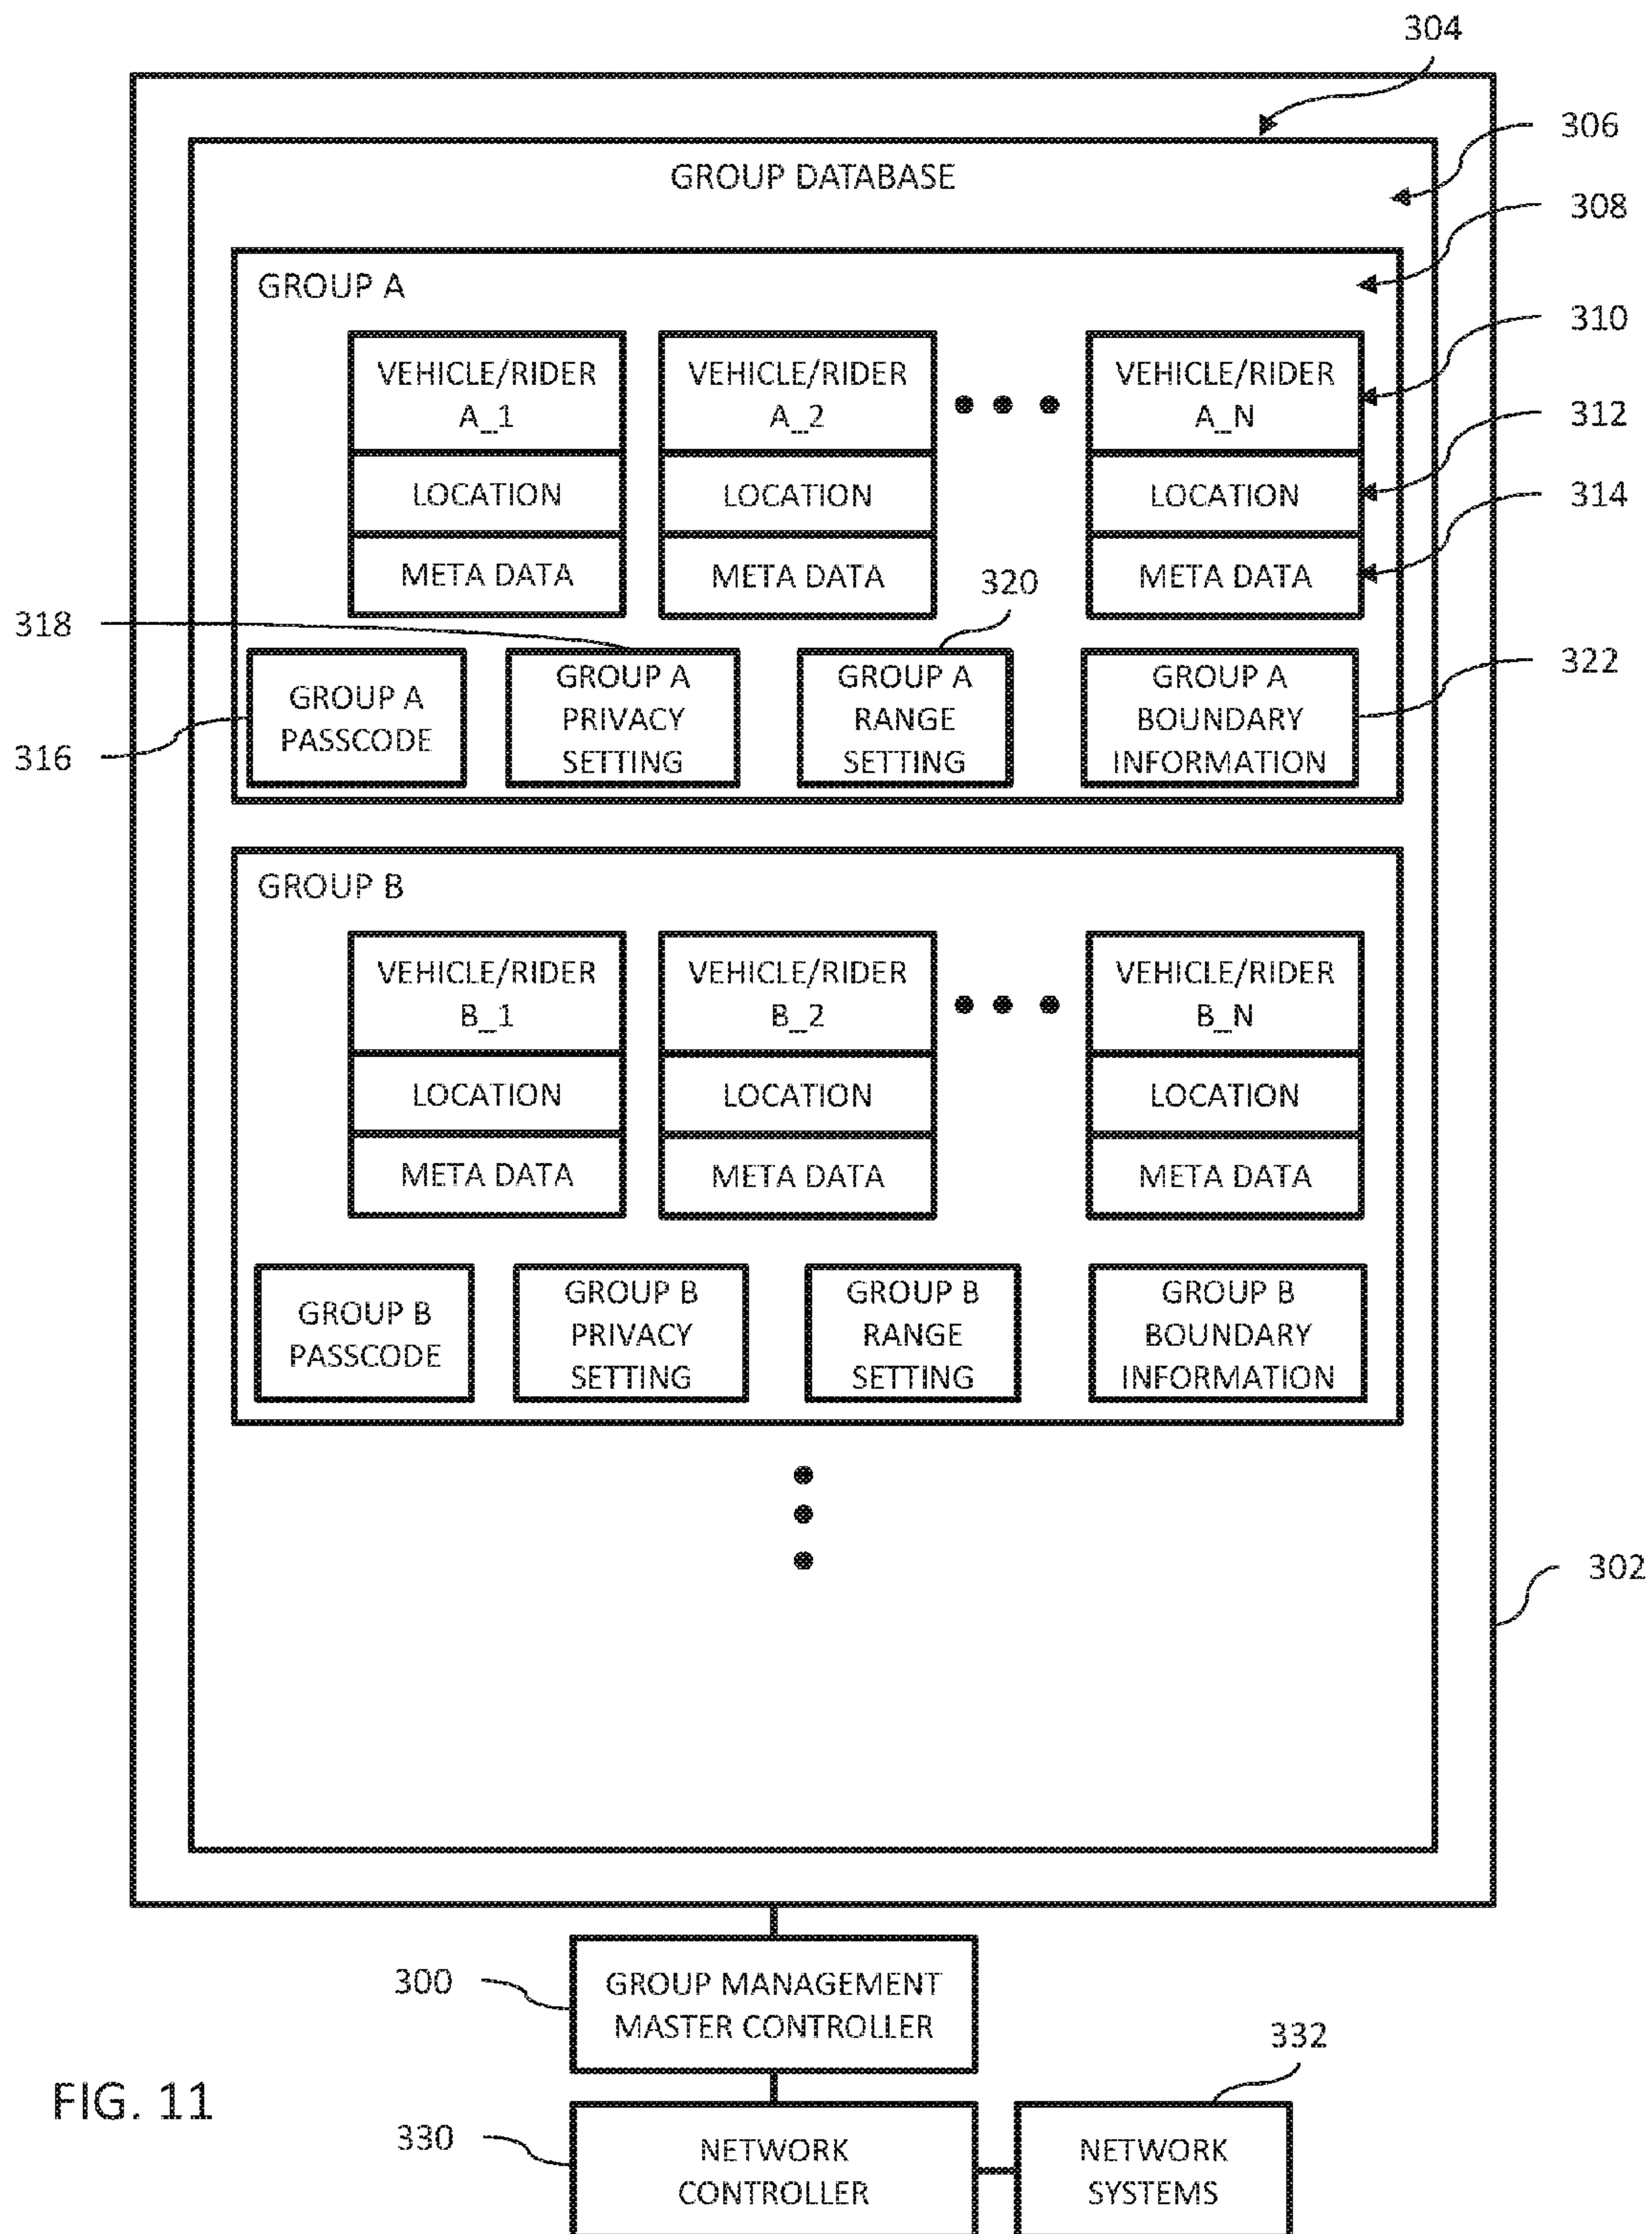 304
306
GROUP DATABASE
308
GROUP A
310
VEHICLE/RIDER
A_1
VEHICLE/RIDER
A_2
VEHICLE/RIDER
A_N
312
LOCATION
LOCATION
LOCATION
314
META DATA
META DATA
META DATA
320
318
316
GROUP A
PASSCODE
GROUP A
PRIVACY
SETTING
GROUP A
RANGE
SETTING
GROUP A
BOUNDARY
INFORMATION
322
GROUP B
VEHICLE/RIDER
B_1
VEHICLE/RIDER
B_2
VEHICLE/RIDER
B_N
LOCATION
LOCATION
LOCATION
META DATA
META DATA
META DATA
GROUP B
PASSCODE
GROUP B
PRIVACY
SETTING
GROUP B
RANGE
SETTING
GROUP B
BOUNDARY
INFORMATION
302
300
GROUP MANAGEMENT
MASTER CONTROLLER
332
FIG. 11
330
NETWORK
CONTROLLER
NETWORK
SYSTEMS